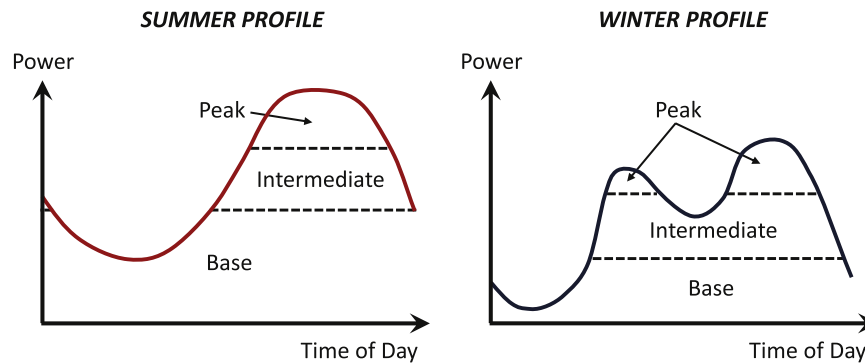 SUMMER PROFILE
Power
Peak
Intermediate
Base
Time of Day
WINTER PROFILE
Power
Peak
Intermediate
Base
Time of Day